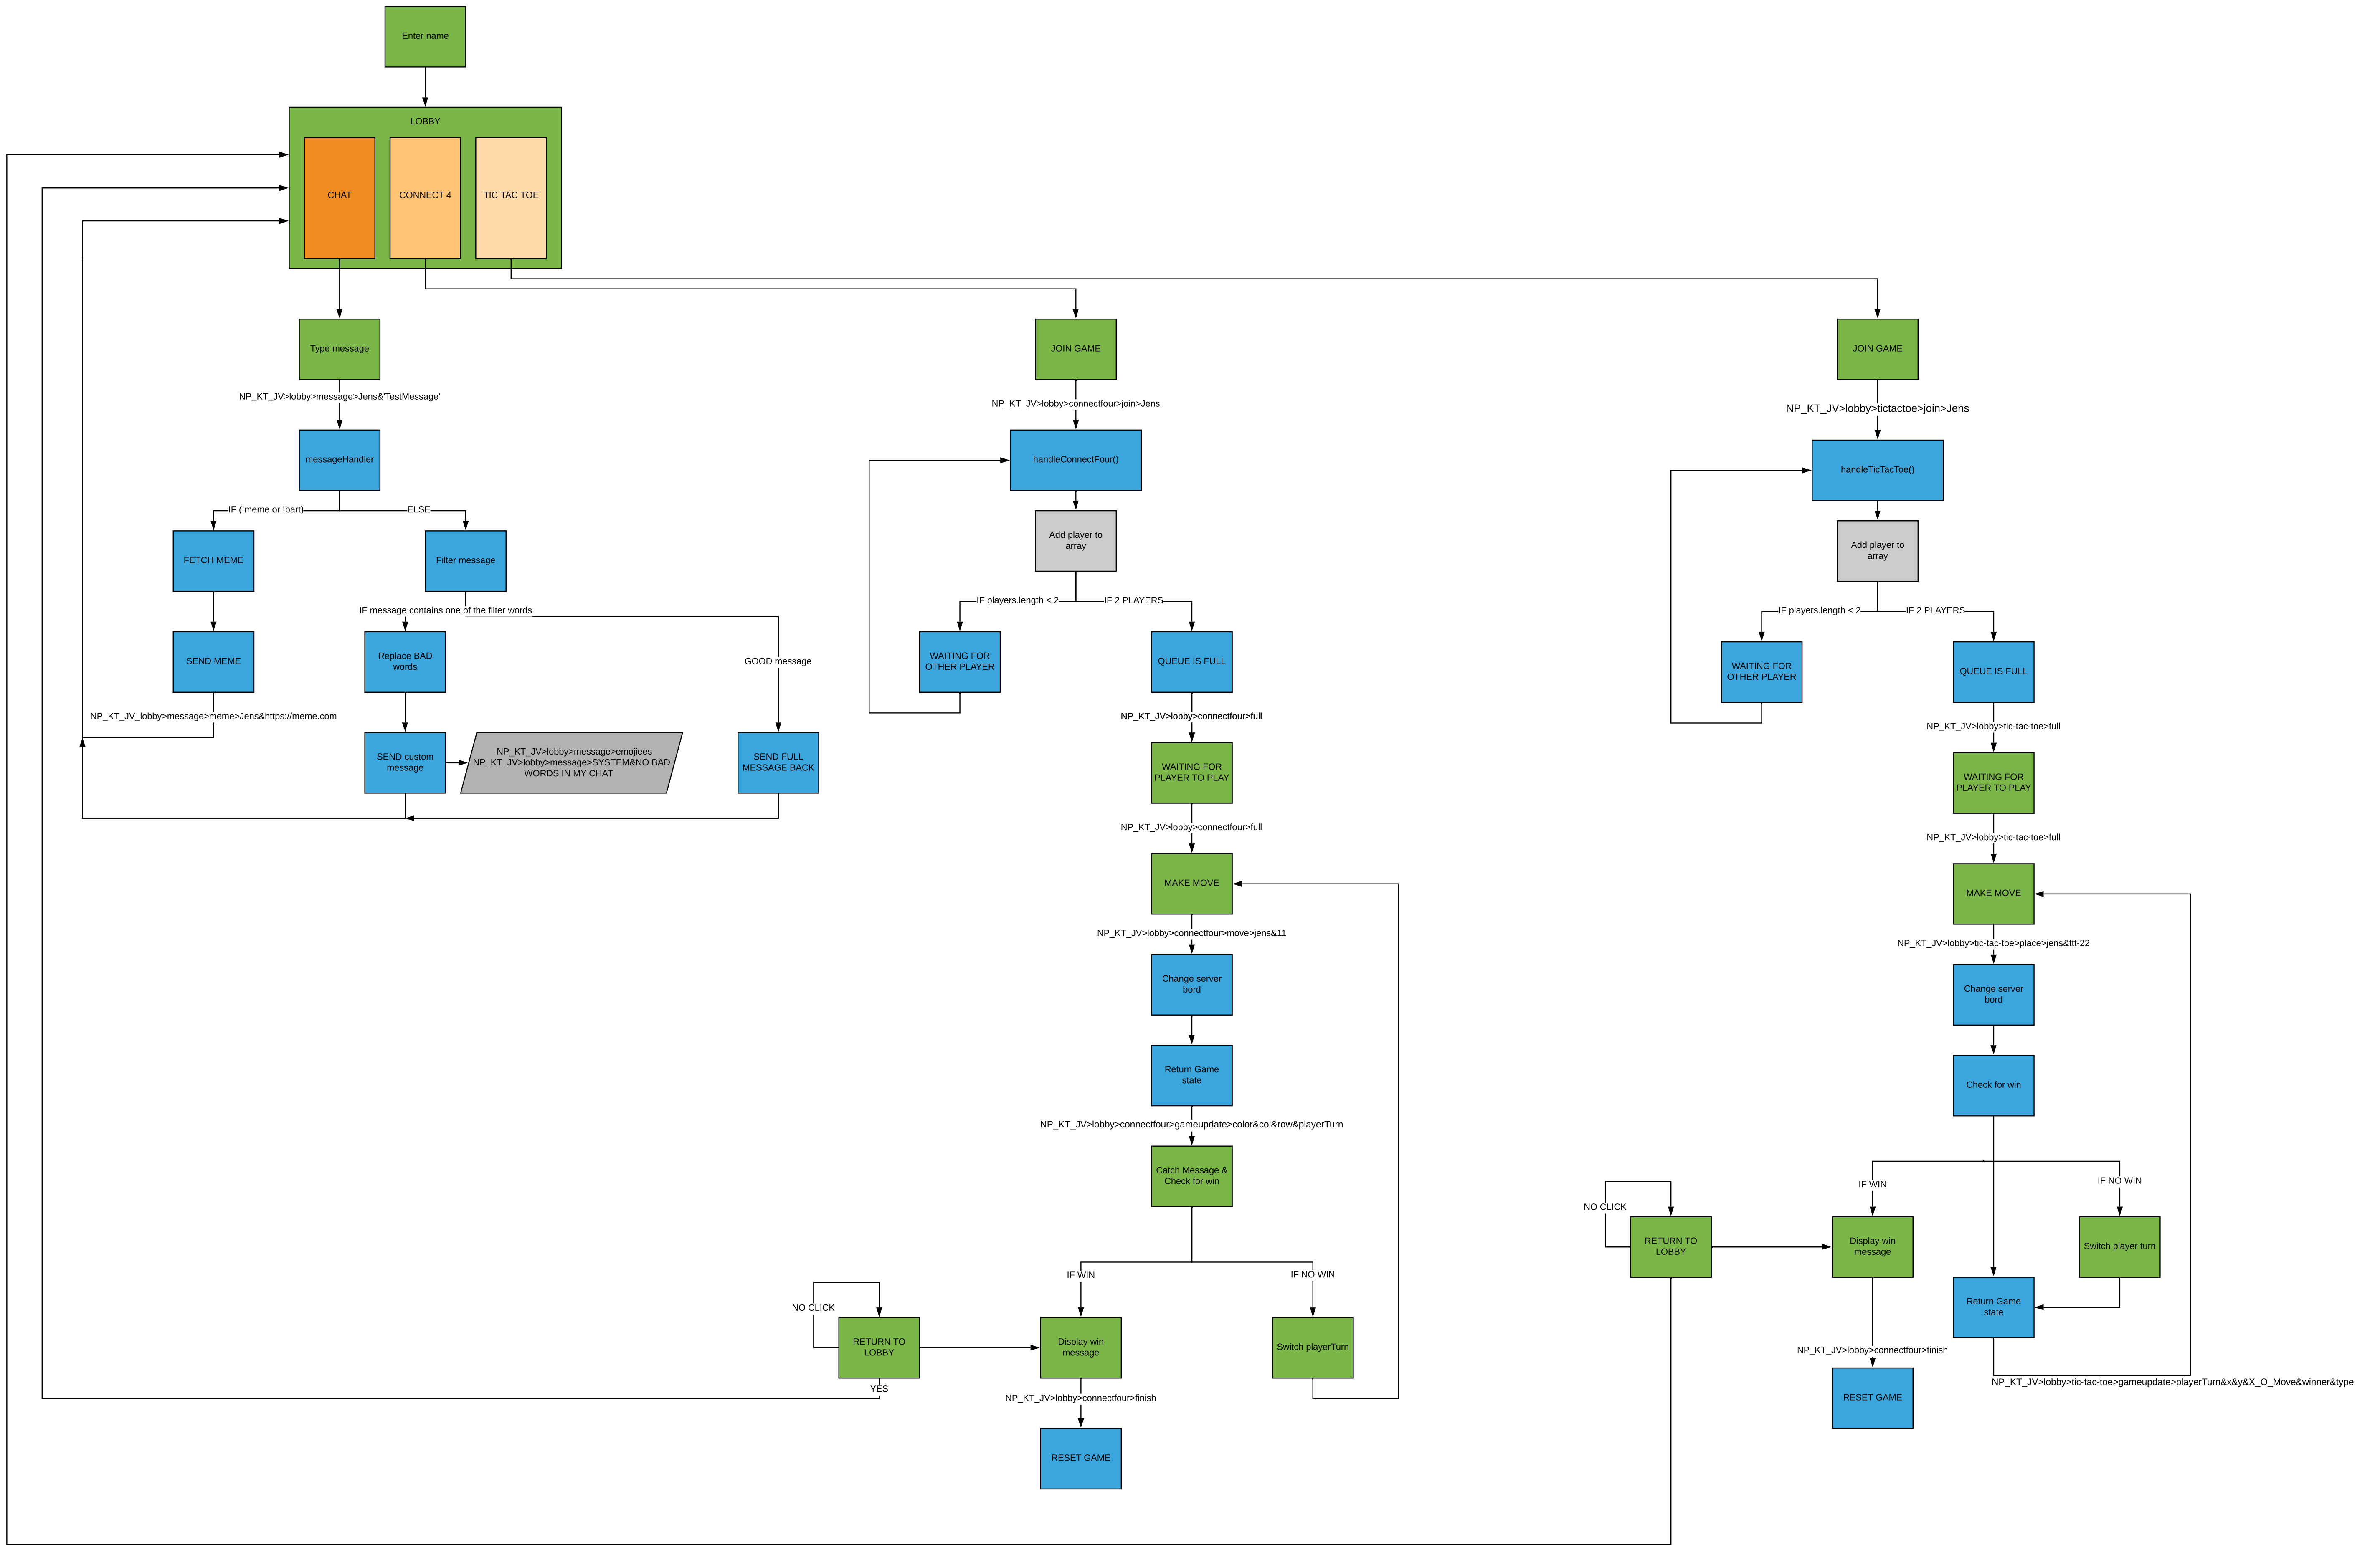 Enter name
LOBBY
CHAT
CONNECT 4
TIC TAC TOE
Type message
NP_KT_JV>lobby>message>Jens&'TestMessage'
messageHandler
IF (!meme or !bart)
ELSE
FETCH MEME
Filter message
IF message contains one of the filter words
SEND MEME
Replace BAD
words
GOOD message
NP_KT_JV_lobby>message>meme>Jens&https://meme.com
SEND custom
message
NP_KT_JV>lobby>message>emojiees
NP_KT_JV>lobby>message>SYSTEM&NO BAD
WORDS IN MY CHAT
SEND FULL
MESSAGE BACK
JOIN GAME
NP_KT_JV>lobby>connectfour>join>Jens
handleConnectFour()
Add player to
array
IF players.length < 2
IF 2 PLAYERS
WAITING FOR
OTHER PLAYER
QUEUE IS FULL
NP_KT_JV>lobby>connectfour>full
WAITING FOR
PLAYER TO PLAY
NP_KT_JV>lobby>connectfour>full
MAKE MOVE
NP_KT_JV>lobby>connectfour>move>jens&11
Change server
bord
Return Game
state
NP_KT_JV>lobby>connectfour>gameupdate>color&col&row&playerTurn
Catch Message &
Check for win
IF WIN
IF NO WIN
NO CLICK
RETURN TO
LOBBY
Display win
message
Switch playerTurn
YES
NP_KT_JV>lobby>connectfour>finish
RESET GAME
JOIN GAME
NP_KT_JV>lobby>tictactoe>join>Jens
handleTicTacToe()
Add player to
array
IF players.length < 2
IF 2 PLAYERS
WAITING FOR
OTHER PLAYER
QUEUE IS FULL
NP_KT_JV>lobby>tic-tac-toe>full
WAITING FOR
PLAYER TO PLAY
NP_KT_JV>lobby>tic-tac-toe>full
MAKE MOVE
NP_KT_JV>lobby>tic-tac-toe>place>jens&ttt-22
Change server
bord
Check for win
IF WIN
IF NO WIN
NO CLICK
RETURN TO
LOBBY
Display win
message
Switch player turn
Return Game
state
NP_KT_JV>lobby>connectfour>finish
NP_KT_JV>lobby>tic-tac-toe>gameupdate>playerTurn&x&y&X_O_Move&winner&type
RESET GAME